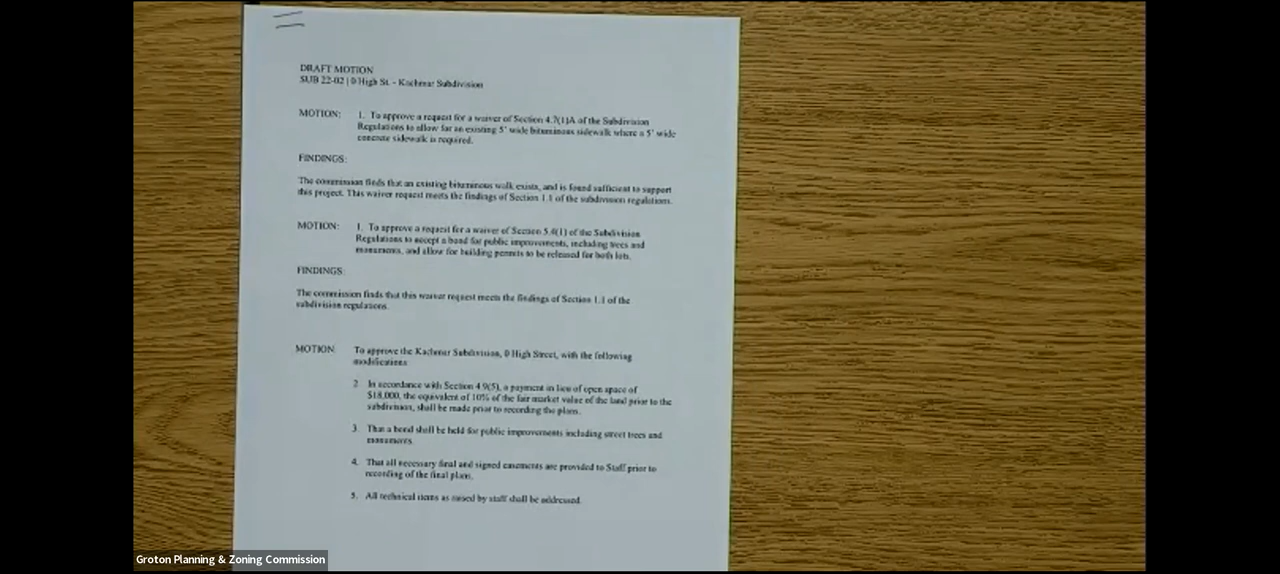 DRAFT MOTION
SUB 22-02 | 0 High St. - Kachmar Subdivision
MOTION: 1. To approve a request for a waiver of Section 4.7(1)A of the Subdivision
Regulations to allow for an existing 5' wide bituminous sidewalk where a 5' wide
concrete sidewalk is required.
FINDINGS:
The commission finds that an existing bituminous walk exists, and is found sufficient to support
this project. This waiver request meets the findings of Section 1.1 of the subdivision regulations.
MOTION: 1. To approve a request for a waiver of Section 5.6(1) of the Subdivision
Regulations to accept a bond for public improvements, including trees and
monuments, and allow for building permits to be released for both lots.
FINDINGS:
The commission finds that this waiver request meets the findings of Section 1.1 of the
subdivision regulations.
MOTION: To approve the Kachmar Subdivision, 0 High Street, with the following
modifications
2. In accordance with Section 4.9(5), a payment in lieu of open space of
$18,000, the equivalent of 10% of the fair market value of the land prior to the
subdivision, shall be made prior to recording the plans.
3. That a bond shall be held for public improvements including street trees and
monuments.
4. That all necessary final and signed easements are provided to Staff prior to
recording of the final plans.
5. All technical items as raised by staff shall be addressed.
Groton Planning & Zoning Commission